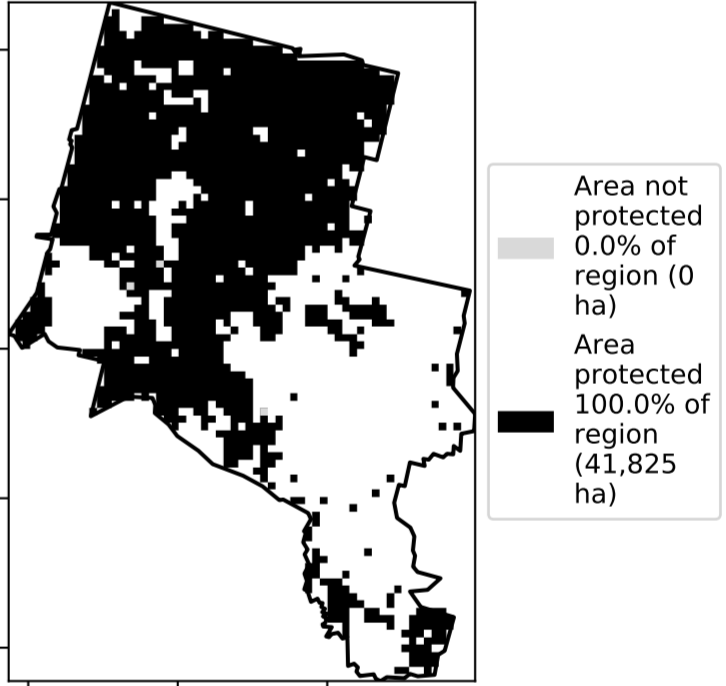 Area not
protected
0.0% of
region (0
ha)
Area
protected
100.0% of
region
(41,825
ha)